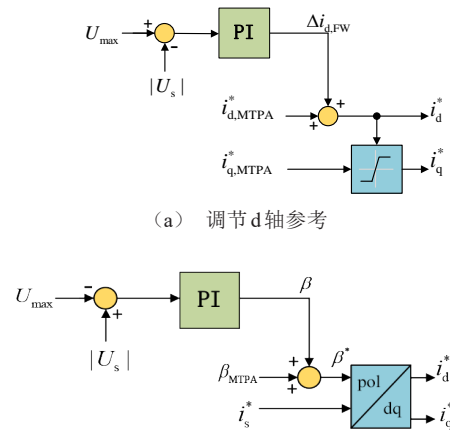 U_max + - PI Δi_d,FW
|U_s|
i*_d,MTPA + + i*_d
i*_q,MTPA i*_q
(a) 调节d轴参考
U_max - + PI β
|U_s|
β_MTPA + + β* pol i*_d
i*_s dq i*_q